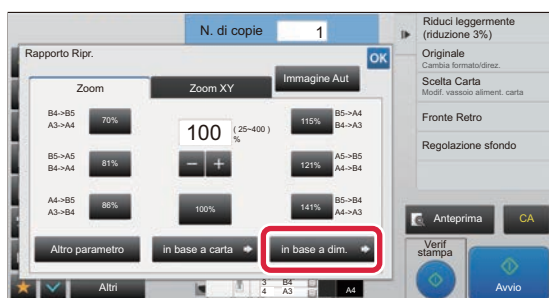 N. di copie 1
Rapporto Ripr.
OK
Zoom
Zoom XY
Immagine Aut
B4->B5
A3->A4
70%
100
( 25~400 )
%
115%
B5->A4
B4->A3
B5->A5
B4->A4
81%
121%
A5->B5
A4->B4
A4->B5
A3->B4
86%
100%
141%
B5->B4
A4->A3
Altro parametro
in base a carta
in base a dim.
Altri
3 B4
4 A3
A4
Riduci leggermente
(riduzione 3%)
Originale
Cambia formato/direz.
Scelta Carta
Modif. vassoio aliment. carta
Fronte Retro
Regolazione sfondo
Anteprima
CA
Verif
stampa
Avvio